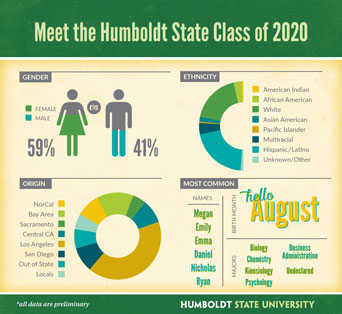 Meet the Humboldt State Class of 2020
GENDER
FEMALE
MALE
VS
59%
41%
ETHNICITY
American Indian
African American
White
Asian American
Pacific Islander
Multiracial
Hispanic/Latino
Unknown/Other
ORIGIN
NorCal
Bay Area
Sacramento
Central CA
Los Angeles
San Diego
Out of State
Locals
MOST COMMON
NAMES
Megan
Emily
Emma
Daniel
Nicholas
Ryan
BIRTH MONTH
hello
August
MAJORS
Biology
Chemistry
Kinesiology
Psychology
Business
Administration
Undeclared
*all data are preliminary
HUMBOLDT STATE UNIVERSITY